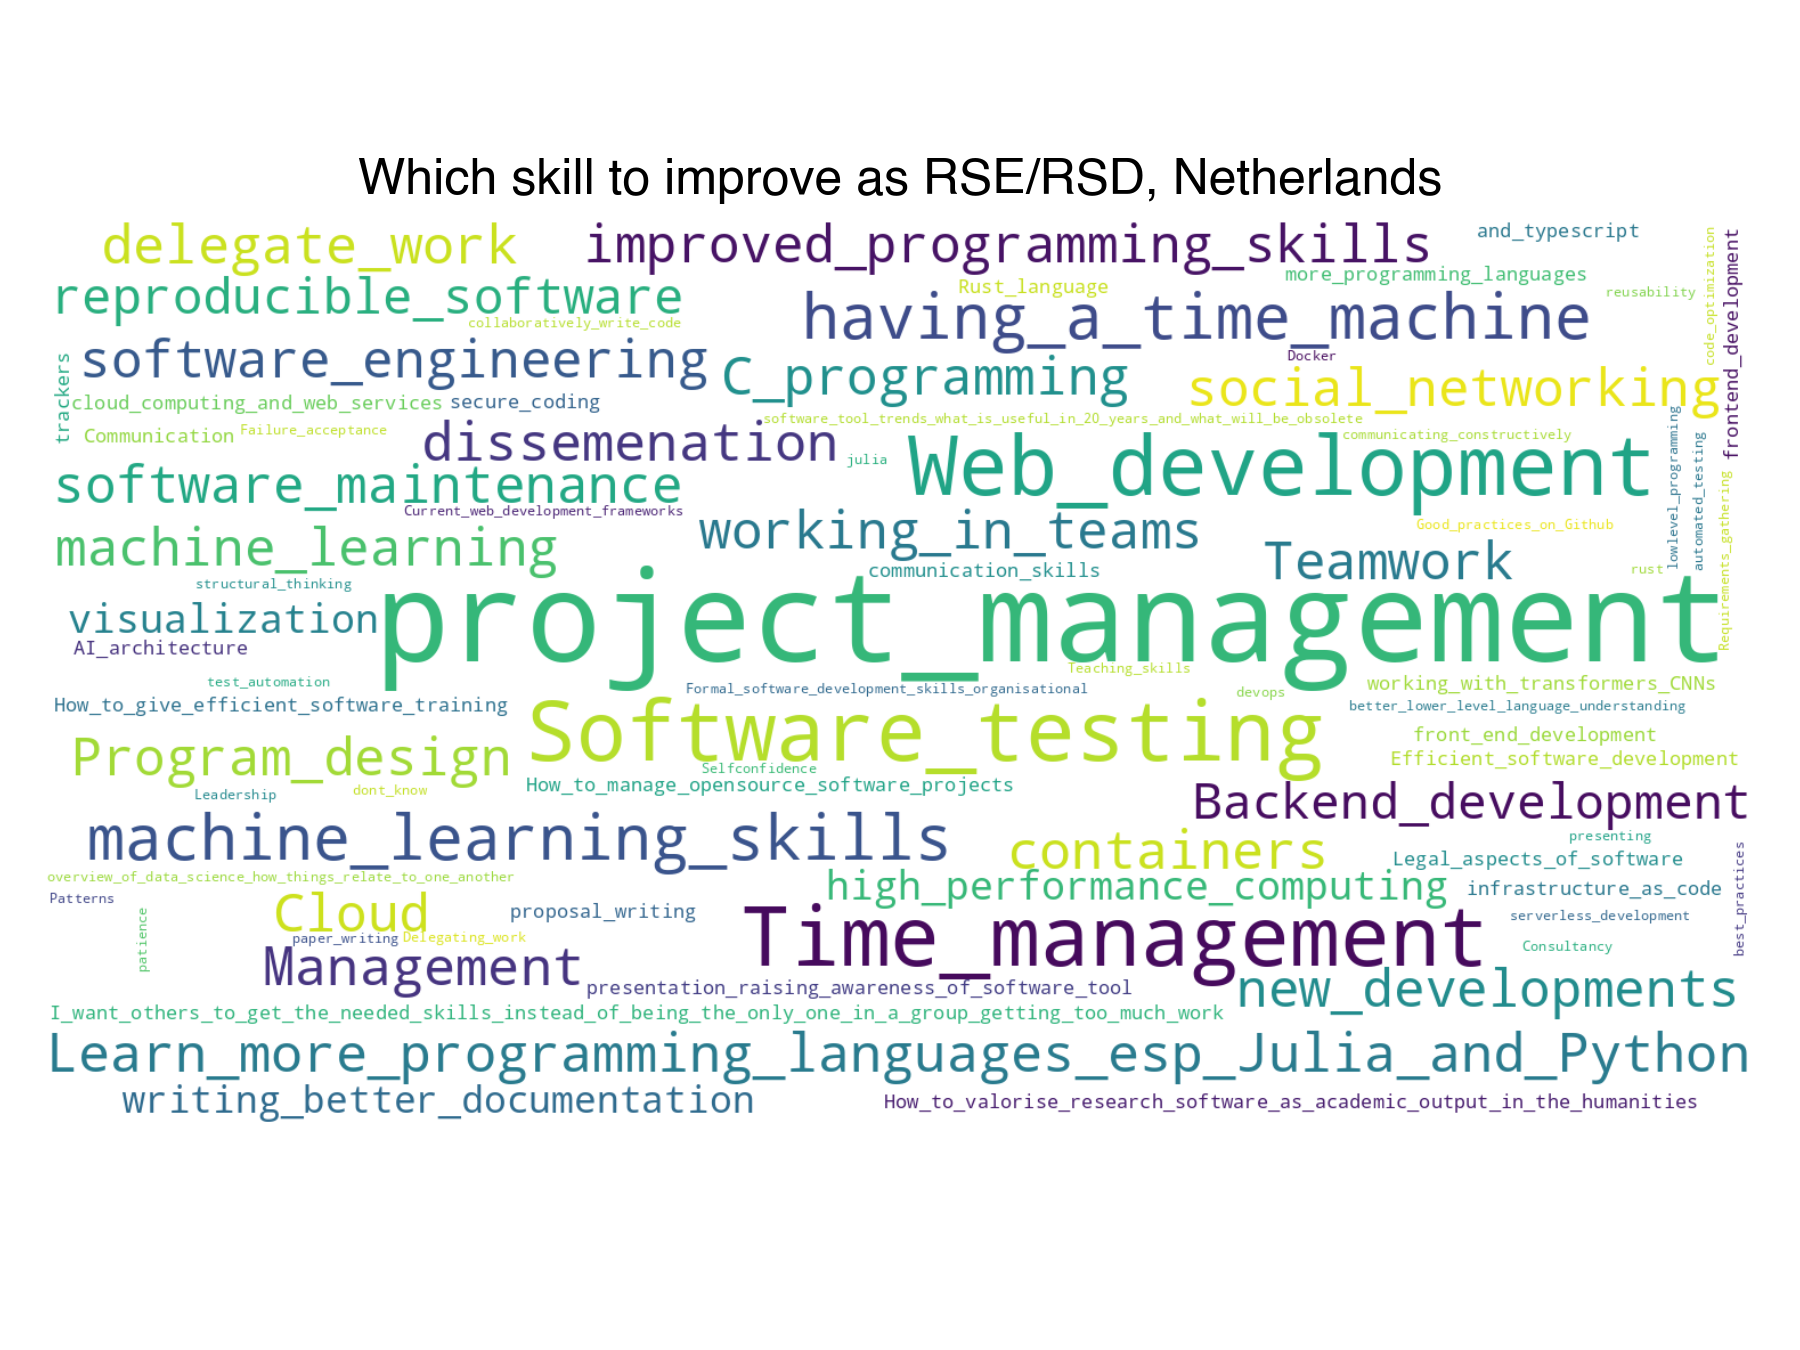 Which skill to improve as RSE/RSD, Netherlands
delegate_work
improved_programming_skills
and_typescript
more_programming_languages
Rust_language
reproducible_software
having_a_time_machine
reusability
code_optimization
frontend_development
collaboratively_write_code
software_engineering
trackers
C_programming
Docker
social_networking
cloud_computing_and_web_services
secure_coding
software_tool_trends_what_is_useful_in_20_years_and_what_will_be_obsolete
Communication
Failure_acceptance
dissemenation
julia
Web_development
communicating_constructively
lowlevel_programming
automated_testing
Requirements_gathering
software_maintenance
Current_web_development_frameworks
working_in_teams
Good_practices_on_Github
machine_learning
Teamwork
communication_skills
rust
structural_thinking
project_management
visualization
AI_architecture
Teaching_skills
test_automation
Formal_software_development_skills_organisational
devops
working_with_transformers_CNNs
How_to_give_efficient_software_training
better_lower_level_language_understanding
Software_testing
front_end_development
Program_design
Efficient_software_development
Selfconfidence
How_to_manage_opensource_software_projects
Leadership
dont_know
Backend_development
machine_learning_skills
containers
presenting
Legal_aspects_of_software
best_practices
overview_of_data_science_how_things_relate_to_one_another
high_performance_computing
infrastructure_as_code
Patterns
Cloud
proposal_writing
serverless_development
patience
paper_writing
Delegating_work
Time_management
Consultancy
Management
presentation_raising_awareness_of_software_tool
new_developments
I_want_others_to_get_the_needed_skills_instead_of_being_the_only_one_in_a_group_getting_too_much_work
Learn_more_programming_languages_esp_Julia_and_Python
writing_better_documentation
How_to_valorise_research_software_as_academic_output_in_the_humanities